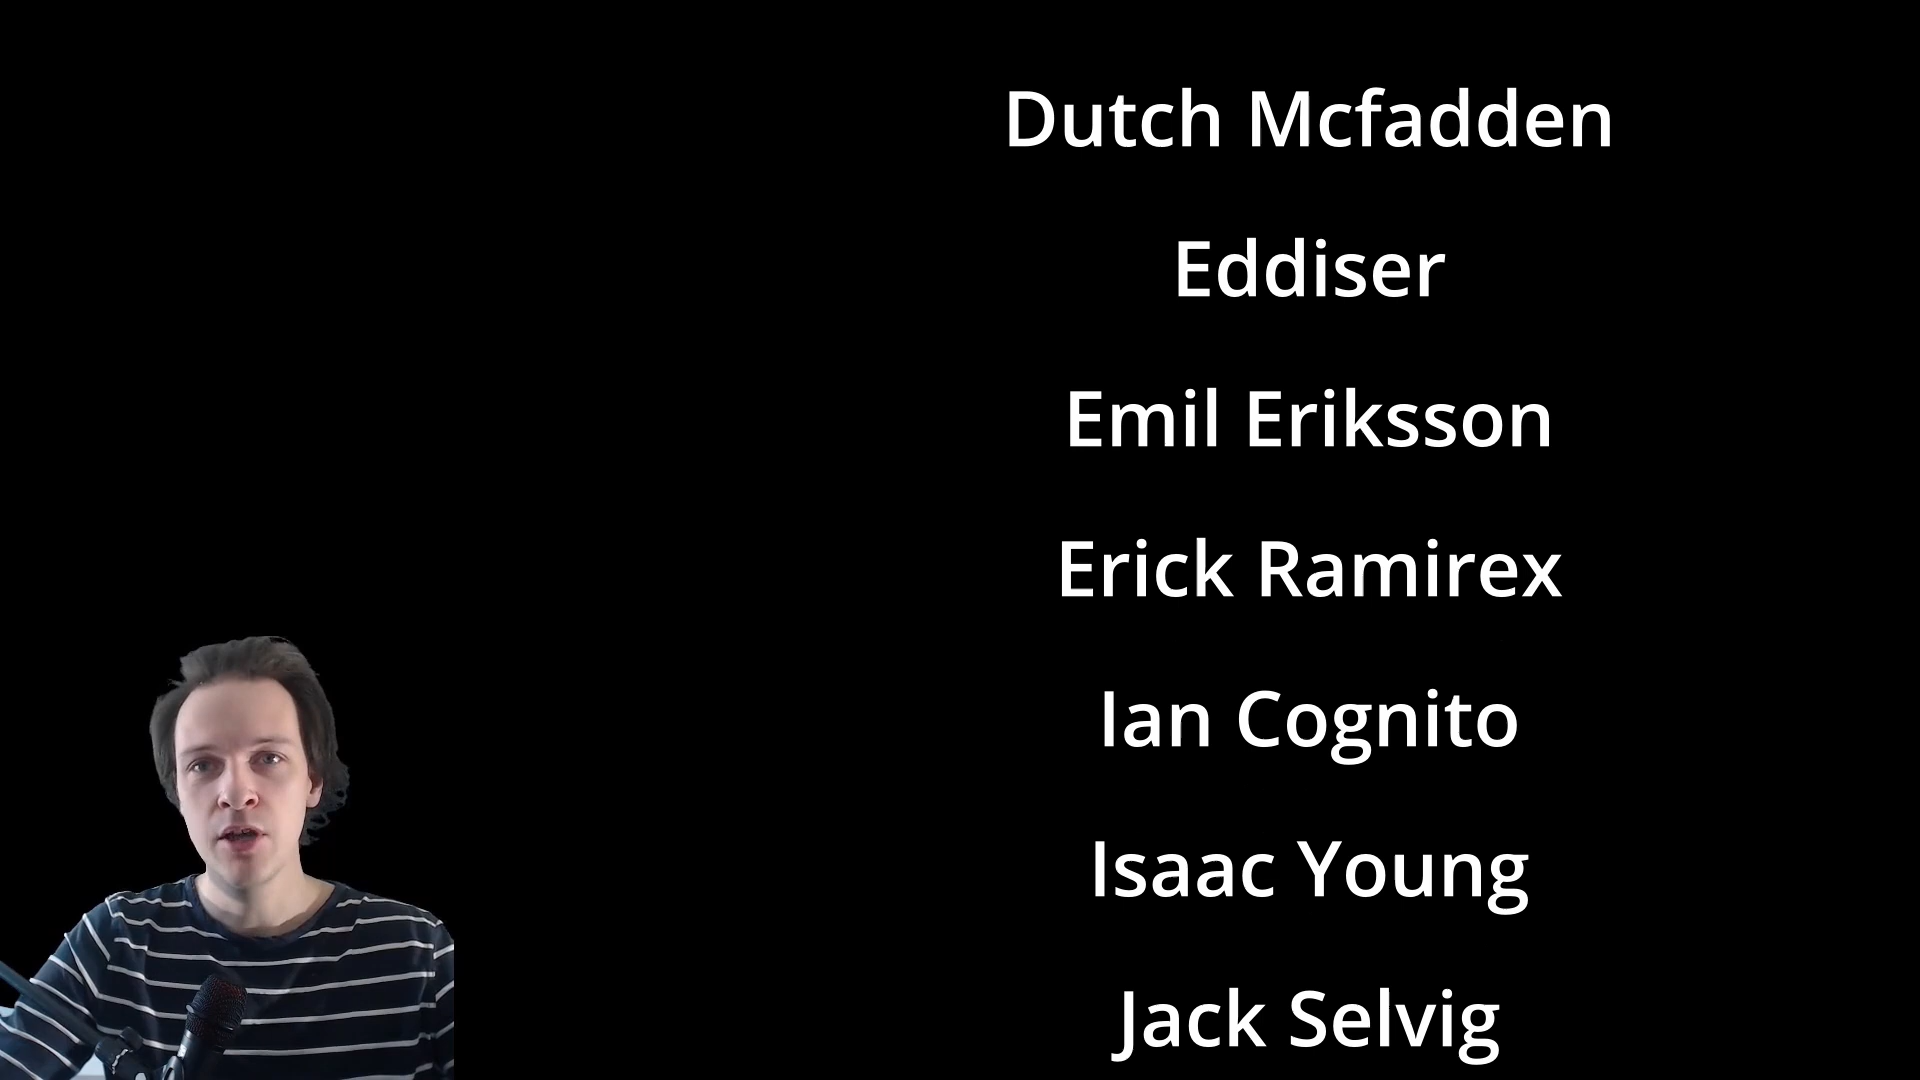 Dutch Mcfadden
Eddiser
Emil Eriksson
Erick Ramirex
Ian Cognito
Isaac Young
Jack Selvig